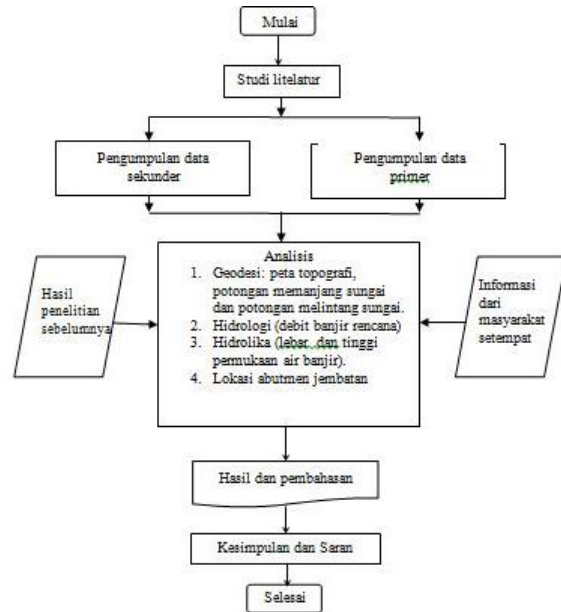 Mulai
Studi litelatur
Pengumpulan data
sekunder
Pengumpulan data
primer
Hasil
penelitian
sebelumnya
Analisis
1. Geodesi: peta topografi,
potongan memanjang sungai
dan potongan melintang sungai.
2. Hidrologi (debit banjir rencana)
3. Hidrolika (lebar dan tinggi
permukaan air banjir).
4. Lokasi abutmen jembatan
Informasi
dari
masyarakat
setempat
Hasil dan pembahasan
Kesimpulan dan Saran
Selesai